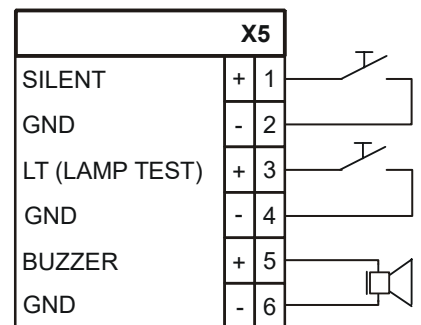 X5
SILENT + 1
GND - 2
LT (LAMP TEST) + 3
GND - 4
BUZZER + 5
GND - 6